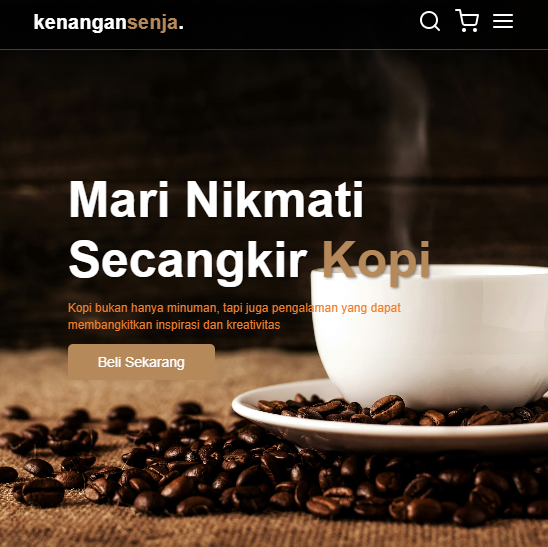 kenangansenja.
Mari Nikmati
Secangkir Kopi
Kopi bukan hanya minuman, tapi juga pengalaman yang dapat
membangkitkan inspirasi dan kreativitas
Beli Sekarang